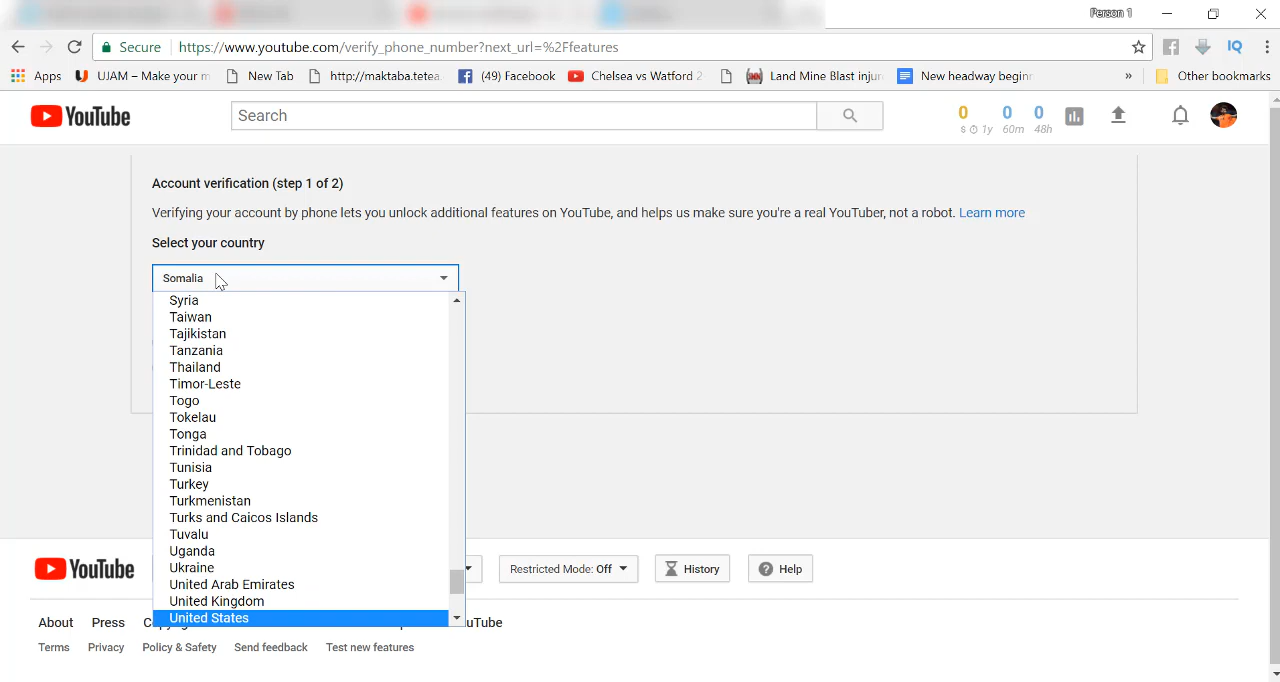 Person 1
Secure https://www.youtube.com/verify_phone_number?next_url=%2Ffeatures
Apps UJAM – Make your m New Tab http://maktaba.tetea. (49) Facebook Chelsea vs Watford 2 Land Mine Blast injur New headway beginn » Other bookmarks
YouTube Search 0 0 0
$ 1y 60m 48h
Account verification (step 1 of 2)
Verifying your account by phone lets you unlock additional features on YouTube, and helps us make sure you're a real YouTuber, not a robot. Learn more
Select your country
Somalia
Syria
Taiwan
Tajikistan
Tanzania
Thailand
Timor-Leste
Togo
Tokelau
Tonga
Trinidad and Tobago
Tunisia
Turkey
Turkmenistan
Turks and Caicos Islands
Tuvalu
Uganda
Ukraine
United Arab Emirates
United Kingdom
United States
YouTube Restricted Mode: Off History Help
About Press uTube
Terms Privacy Policy & Safety Send feedback Test new features